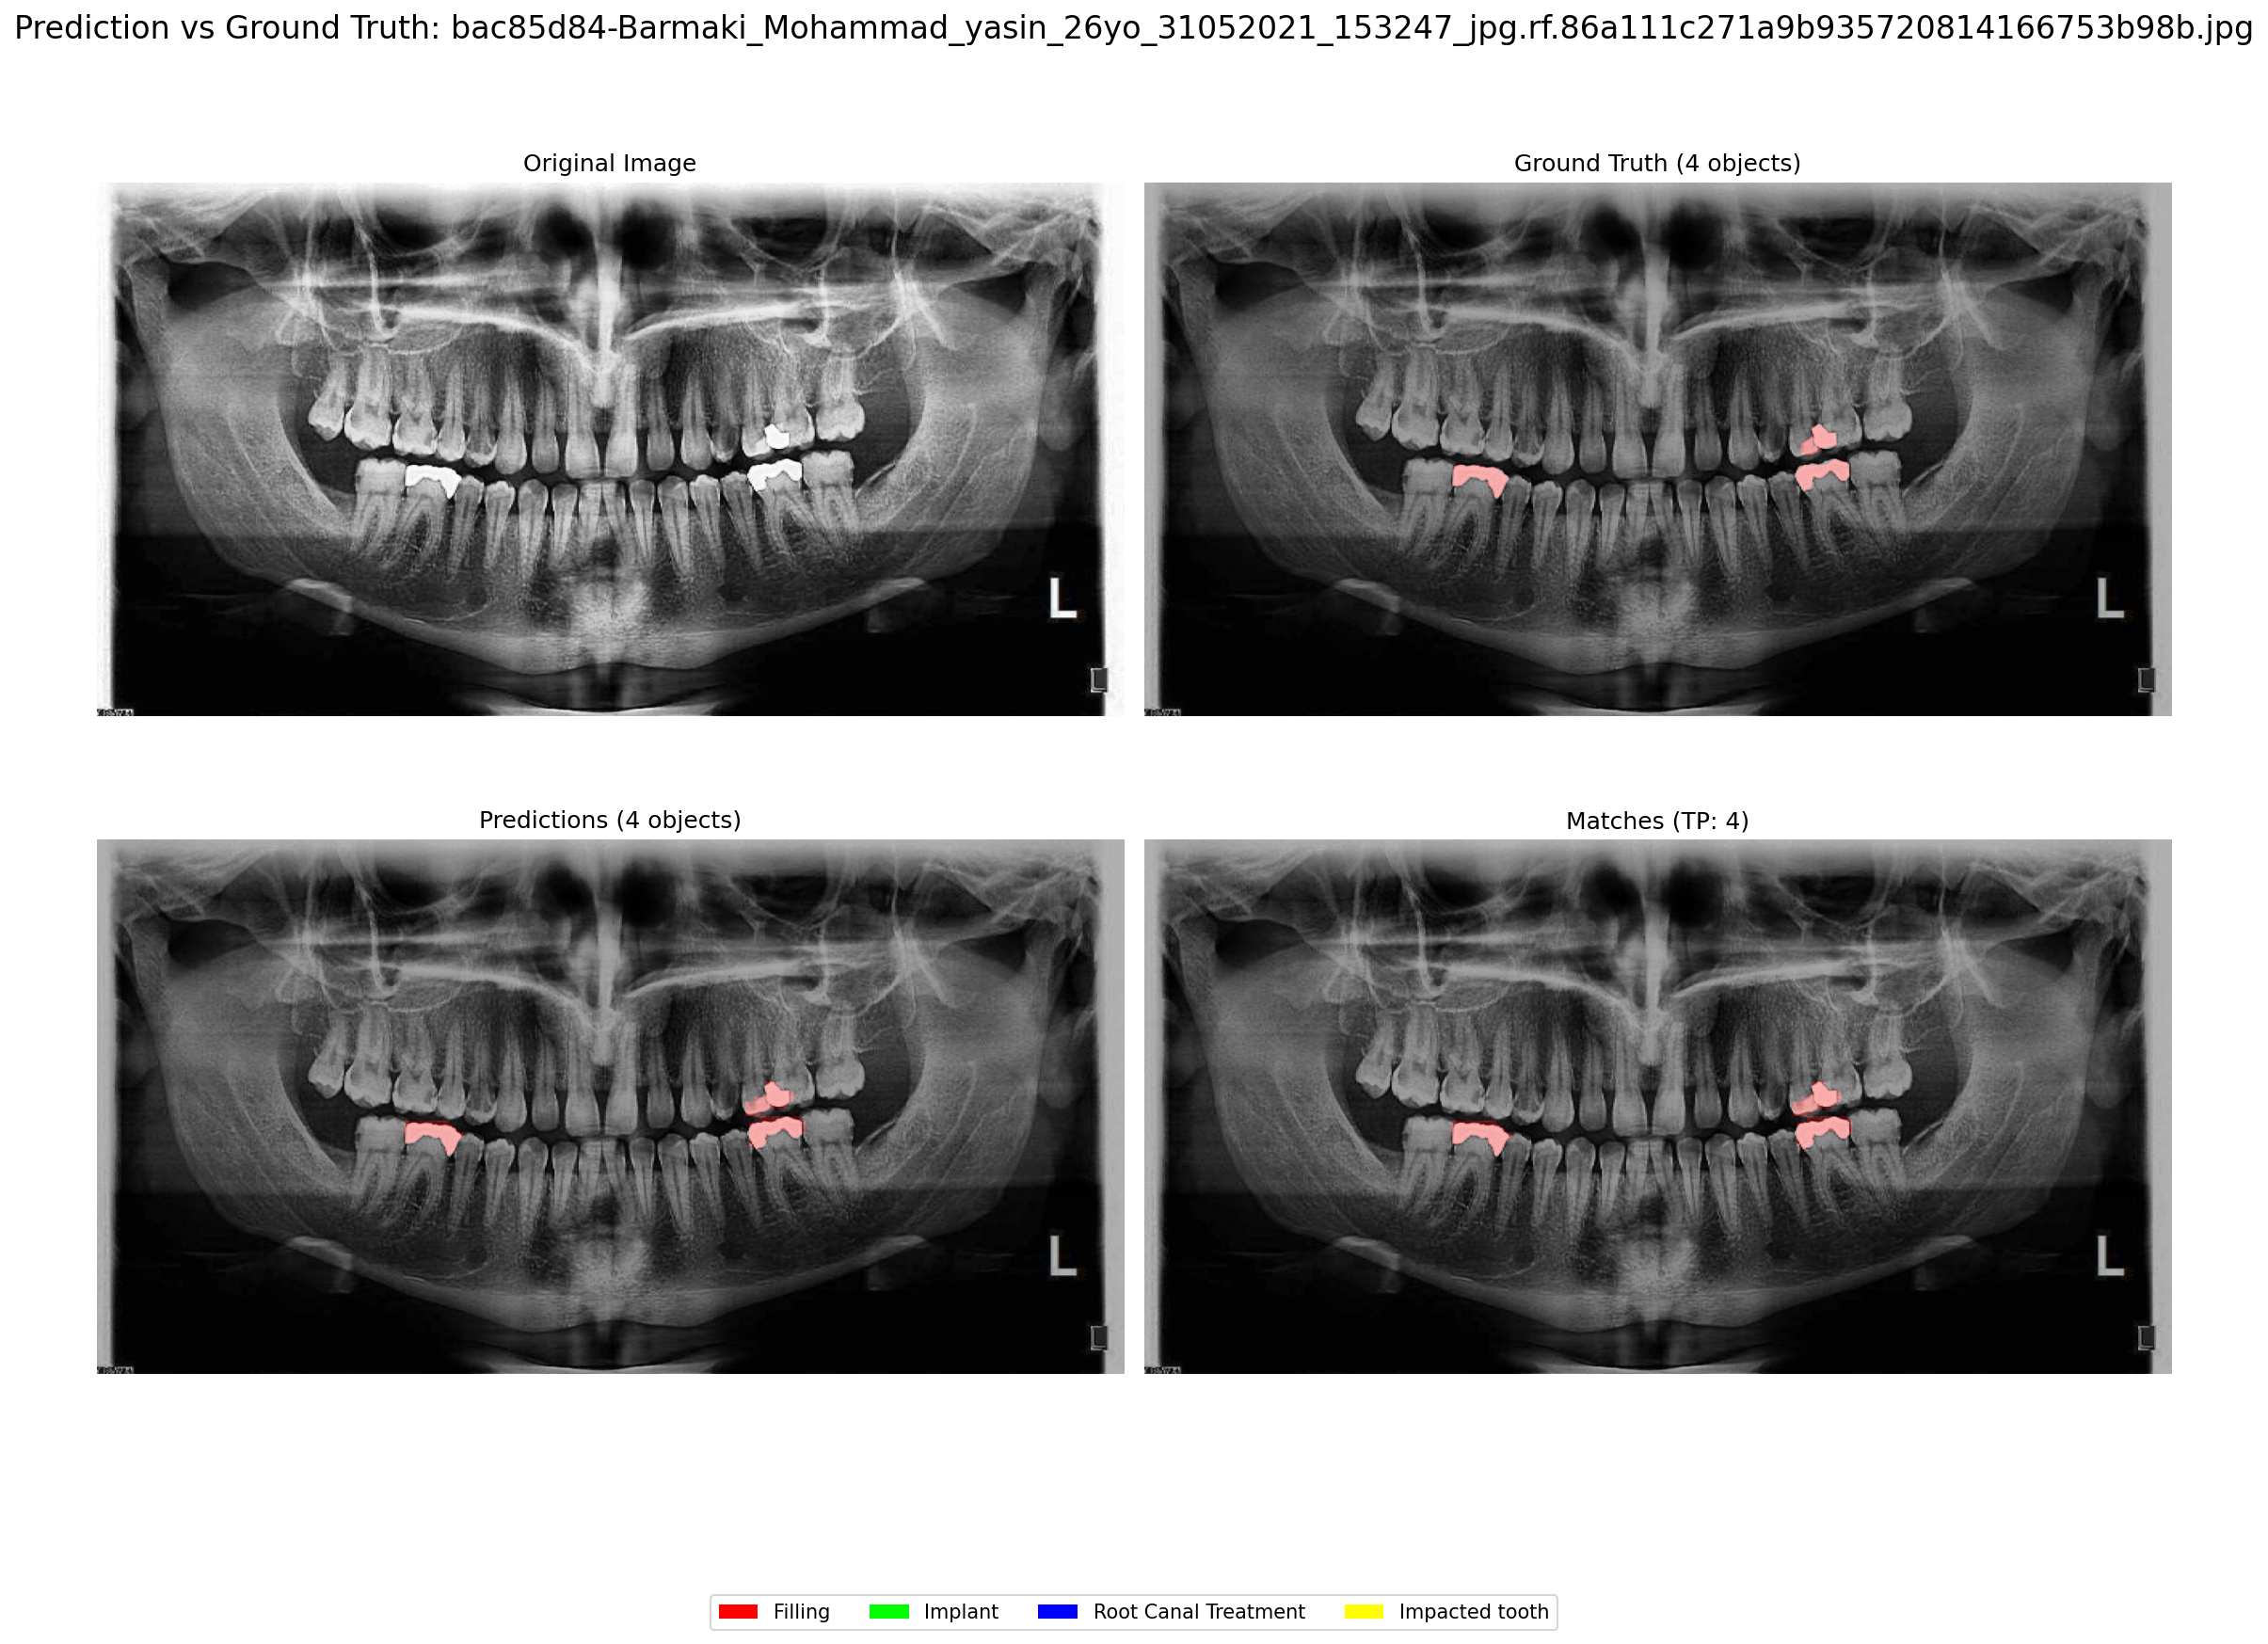 Prediction vs Ground Truth: bac85d84-Barmaki_Mohammad_yasin_26yo_31052021_153247_jpg.rf.86a111c271a9b935720814166753b98b.jpg
Original Image
Ground Truth (4 objects)
L
L
Predictions (4 objects)
Matches (TP: 4)
L
L
Filling
Implant
Root Canal Treatment
Impacted tooth